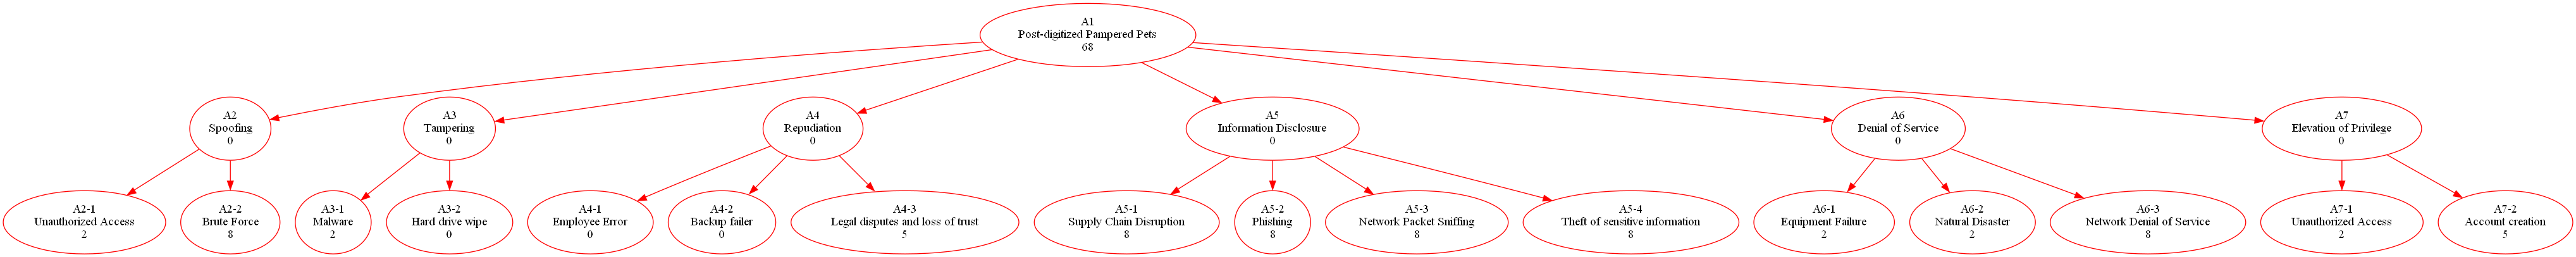 A1
Post-digitized Pampered Pets
68
A2
Spoofing
0
A3
Tampering
0
A4
Repudiation
0
A5
Information Disclosure
0
A6
Denial of Service
0
A7
Elevation of Privilege
0
A2-1
Unauthorized Access
2
A2-2
Brute Force
8
A3-1
Malware
2
A3-2
Hard drive wipe
0
A4-1
Employee Error
0
A4-2
Backup failer
0
A4-3
Legal disputes and loss of trust
5
A5-1
Supply Chain Disruption
8
A5-2
Phishing
8
A5-3
Network Packet Sniffing
8
A5-4
Theft of sensitive information
8
A6-1
Equipment Failure
2
A6-2
Natural Disaster
2
A6-3
Network Denial of Service
8
A7-1
Unauthorized Access
2
A7-2
Account creation
5